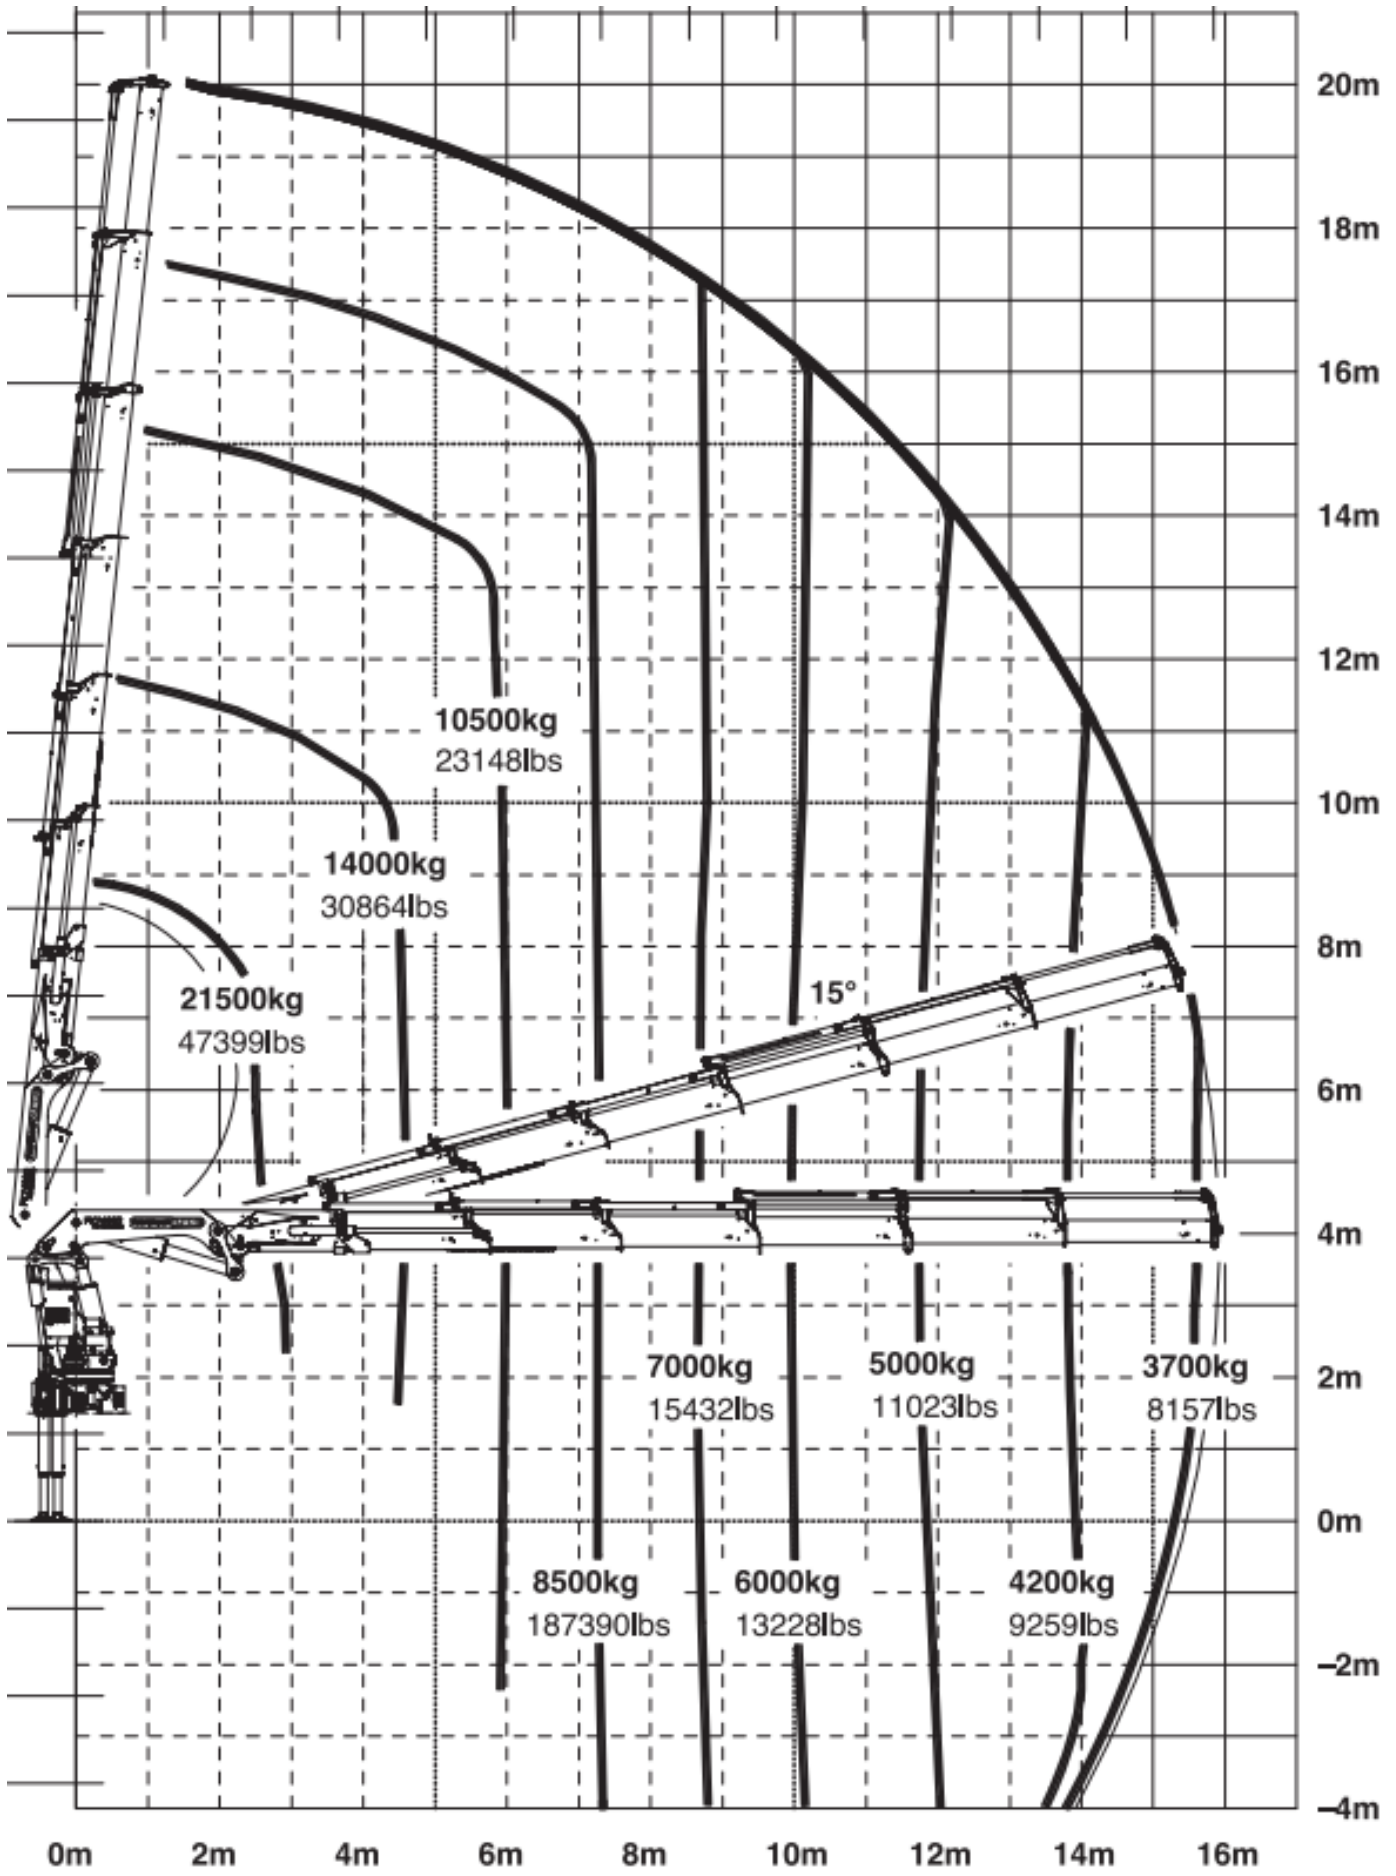 20m
18m
16m
14m
12m
10500kg
23148lbs
10m
14000kg
30864lbs
8m
15°
21500kg
47399lbs
6m
4m
7000kg
15432lbs
5000kg
11023lbs
3700kg
8157lbs
2m
0m
8500kg
187390lbs
6000kg
13228lbs
4200kg
9259lbs
–2m
–4m
0m 2m 4m 6m 8m 10m 12m 14m 16m